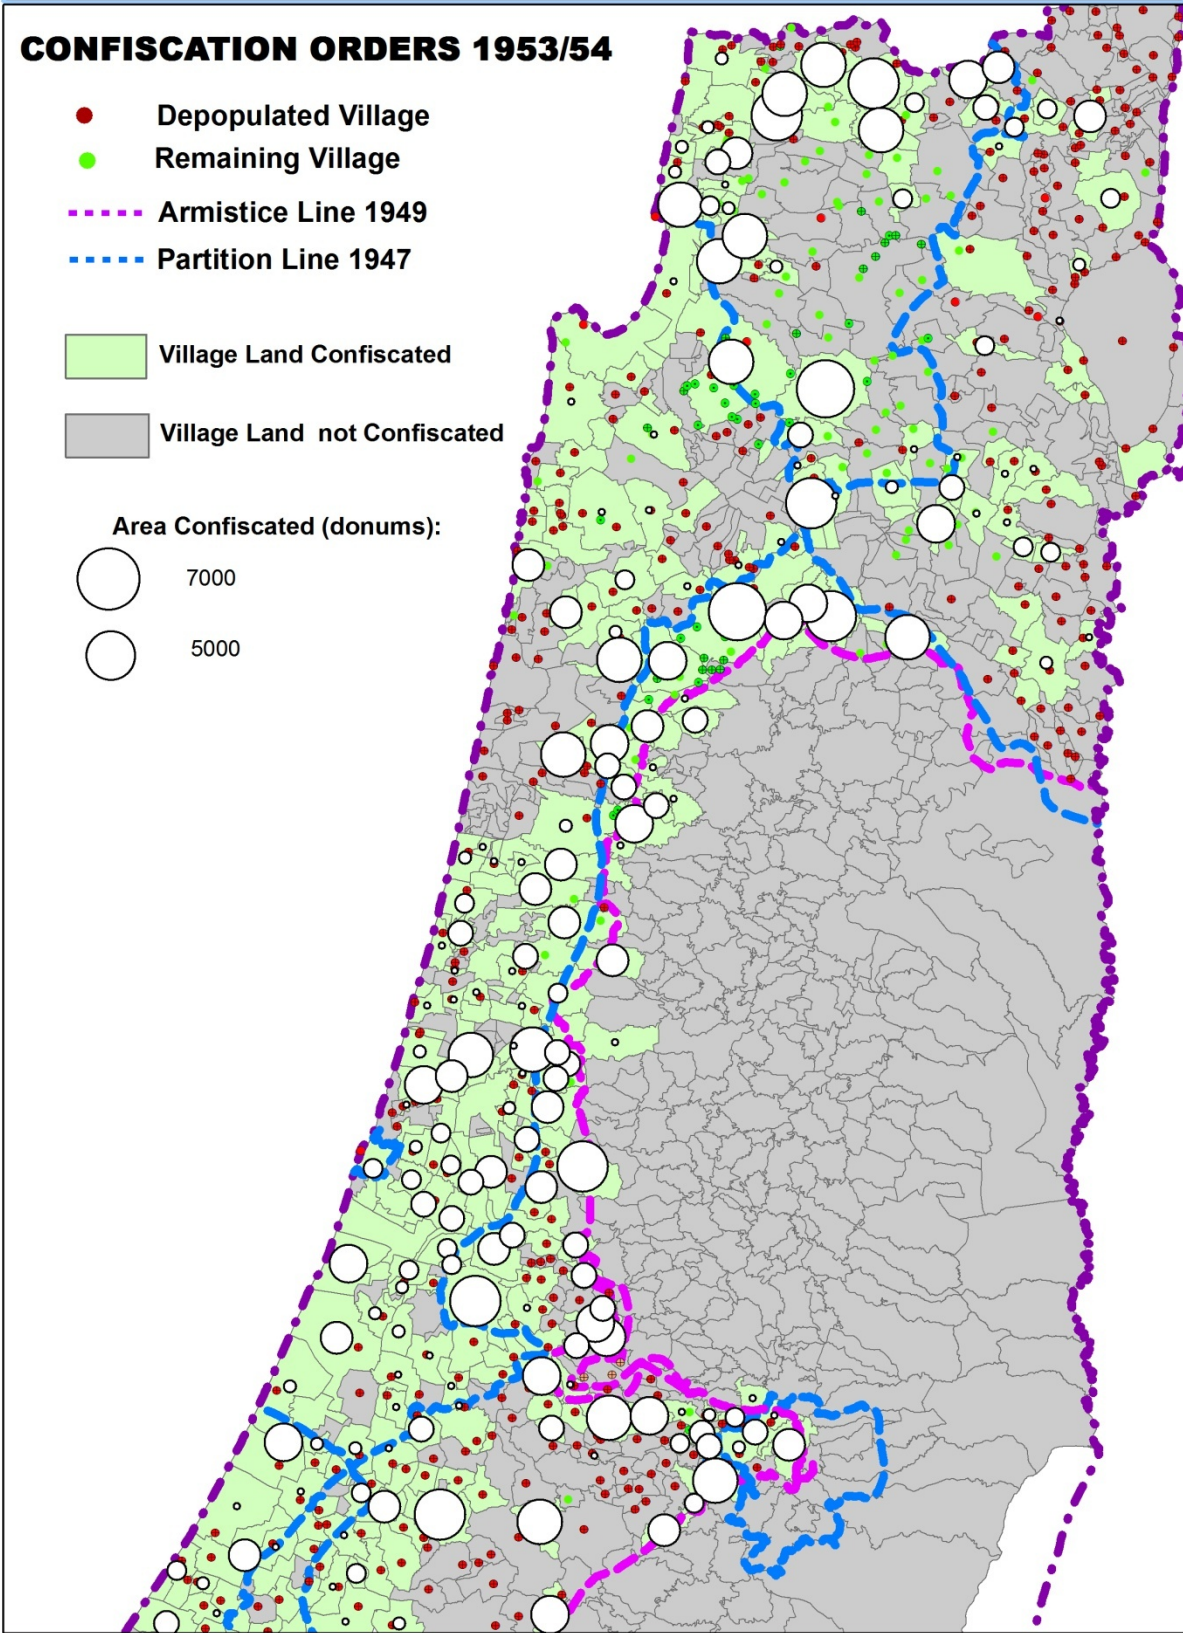 CONFISCATION ORDERS 1953/54
Depopulated Village
Remaining Village
Armistice Line 1949
Partition Line 1947
Village Land Confiscated
Village Land not Confiscated
Area Confiscated (donums):
7000
5000